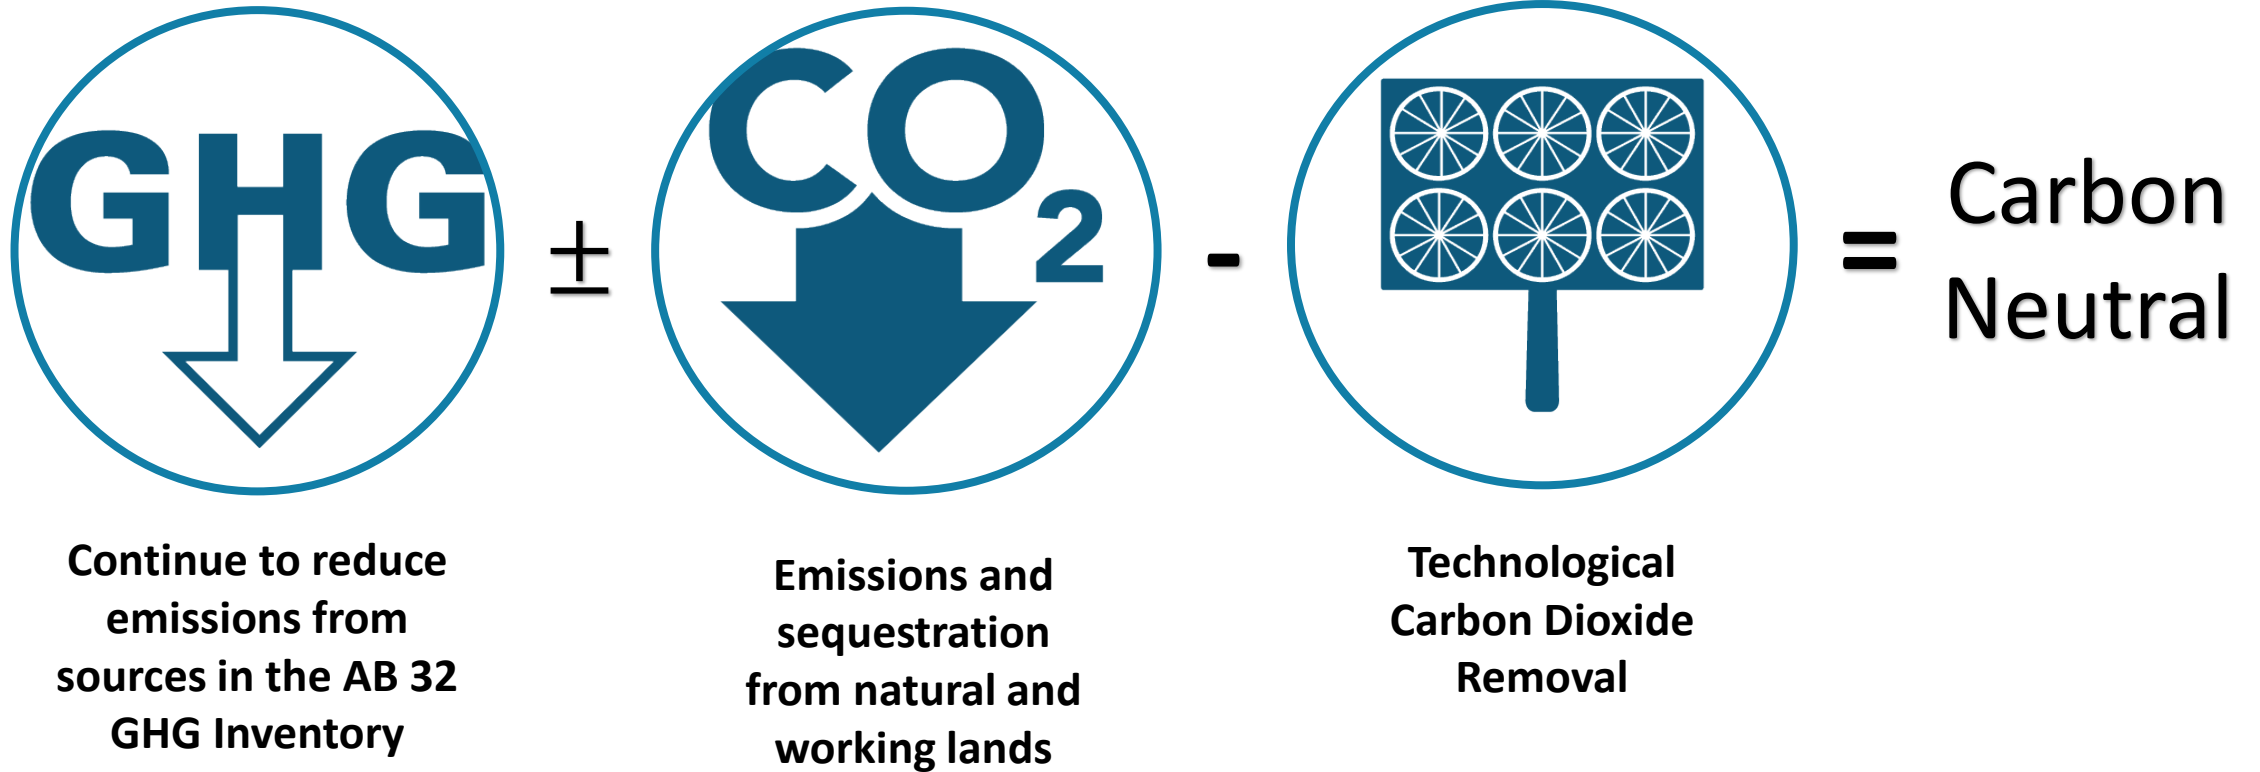 GHG
±
CO₂
-
=
Carbon
Neutral
Continue to reduce
emissions from
sources in the AB 32
GHG Inventory
Emissions and
sequestration
from natural and
working lands
Technological
Carbon Dioxide
Removal